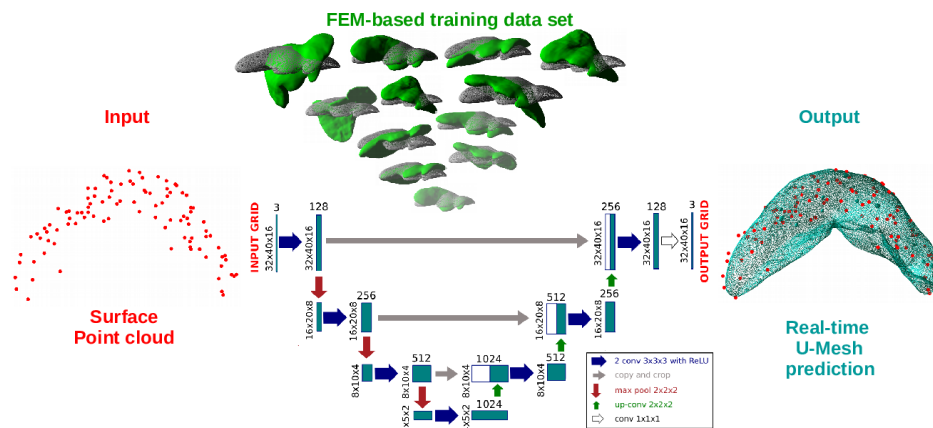 FEM-based training data set
Input
Output
Surface
Point cloud
INPUT GRID
32x40x16
3
128
32x40x16
256
32x40x16
128
32x40x16
3
32x40x16
OUTPUT GRID
16x20x8
256
512
16x20x8
256
16x20x8
8x10x4
512
8x10x4
1024
8x10x4
512
8x10x4
x5x2
1024
x5x2
Real-time
U-Mesh
prediction
2 conv 3x3x3 with ReLU
copy and crop
max pool 2x2x2
up-conv 2x2x2
conv 1x1x1